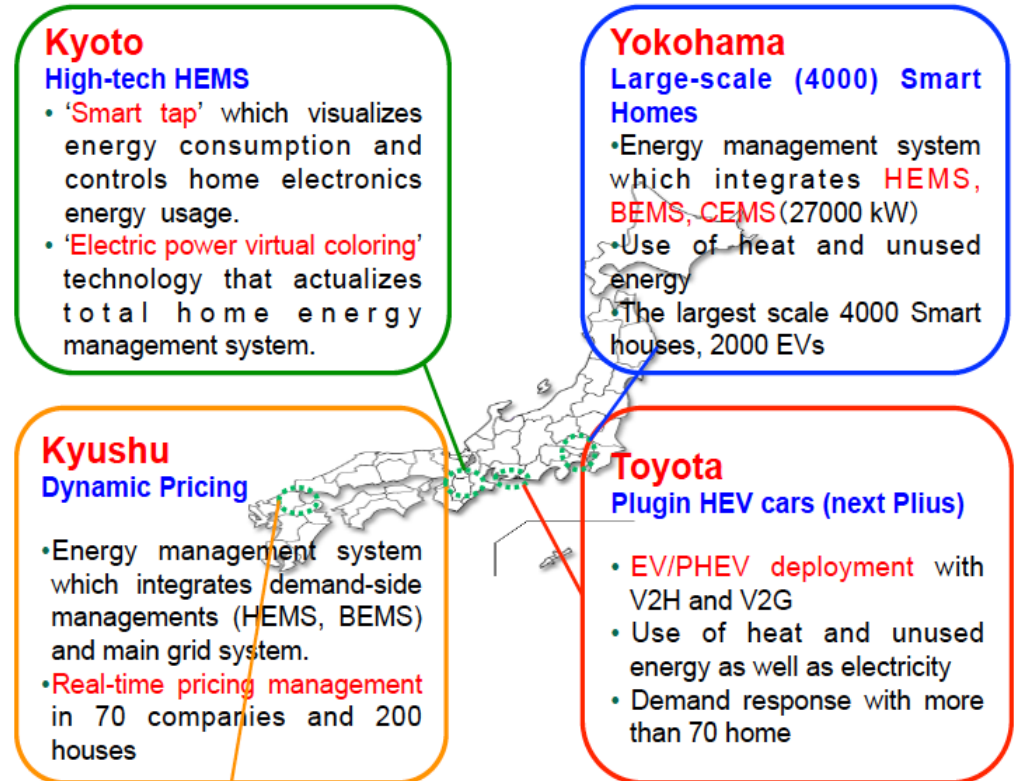 Kyoto
High-tech HEMS
• ‘Smart tap’ which visualizes
energy consumption and
controls home electronics
energy usage.
• ‘Electric power virtual coloring’
technology that actualizes
total home energy
management system.
Yokohama
Large-scale (4000) Smart
Homes
•Energy management system
which integrates HEMS,
BEMS, CEMS(27000 kW)
•Use of heat and unused
energy
•The largest scale 4000 Smart
houses, 2000 EVs
Kyushu
Dynamic Pricing
•Energy management system
which integrates demand-side
managements (HEMS, BEMS)
and main grid system.
•Real-time pricing management
in 70 companies and 200
houses
Toyota
Plugin HEV cars (next Plius)
• EV/PHEV deployment with
V2H and V2G
• Use of heat and unused
energy as well as electricity
• Demand response with more
than 70 home